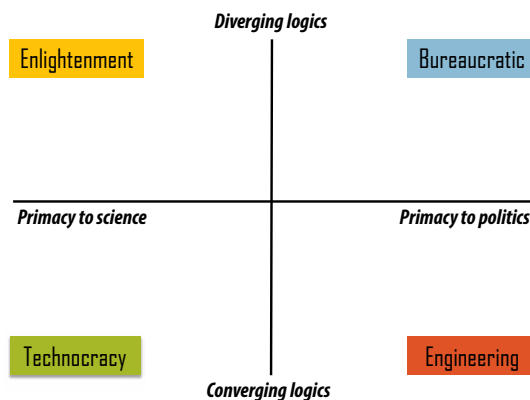 Diverging logics
Enlightenment
Bureaucratic
Primacy to science
Primacy to politics
Technocracy
Engineering
Converging logics